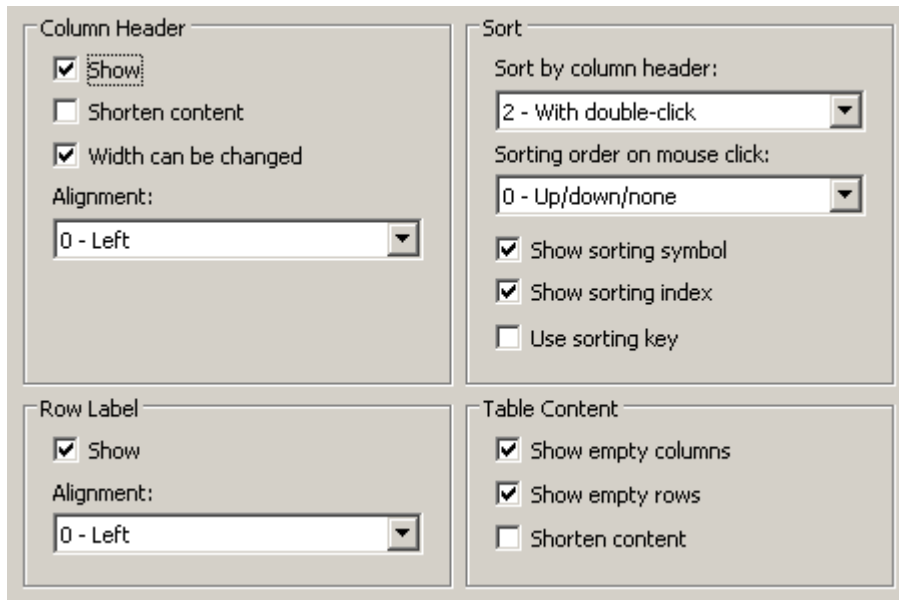 Column Header
Show
Shorten content
Width can be changed
Alignment:
0 - Left
Sort
Sort by column header:
2 - With double-click
Sorting order on mouse click:
0 - Up/down/none
Show sorting symbol
Show sorting index
Use sorting key
Row Label
Show
Alignment:
0 - Left
Table Content
Show empty columns
Show empty rows
Shorten content